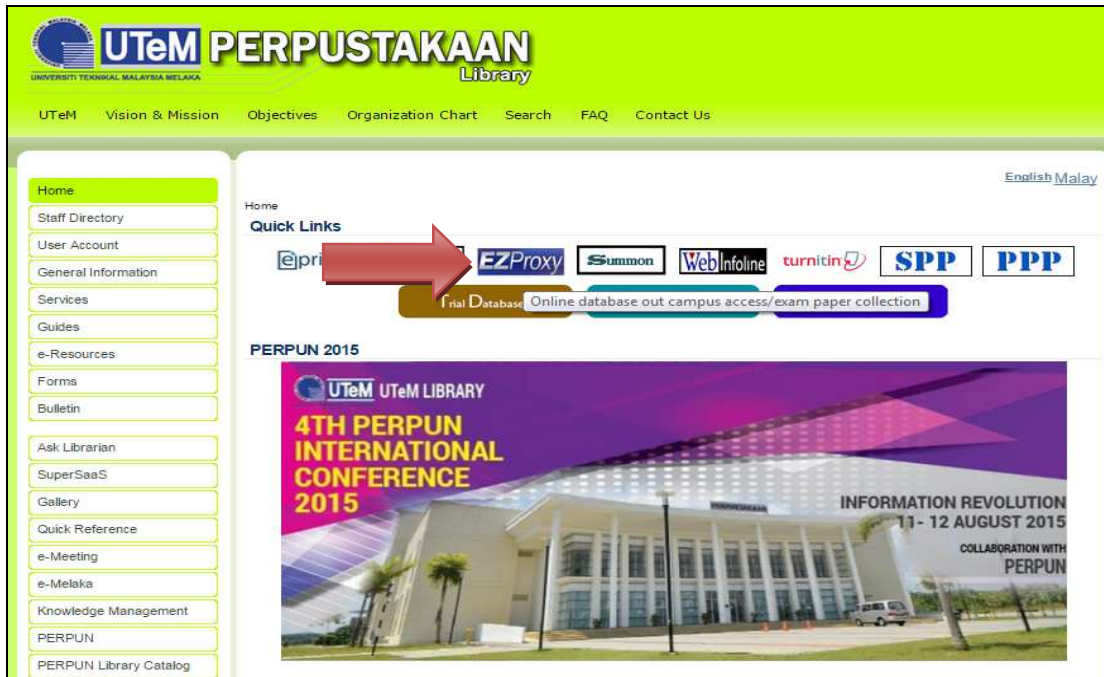 UTeM PERPUSTAKAAN
UNIVERSITI TEKNIKAL MALAYSIA MELAKA
Library
UTeM Vision & Mission Objectives Organization Chart Search FAQ Contact Us
English Malay
Home
Staff Directory
User Account
General Information
Services
Guides
e-Resources
Forms
Bulletin
Ask Librarian
SuperSaaS
Gallery
Quick Reference
e-Meeting
e-Melaka
Knowledge Management
PERPUN
PERPUN Library Catalog
Home
Quick Links
epri EZProxy Summon WebInfoline turnitin SPP PPP
Trial Database
Online database out campus access/exam paper collection
PERPUN 2015
UTeM UTeM LIBRARY
4TH PERPUN
INTERNATIONAL
CONFERENCE
2015
INFORMATION REVOLUTION
11- 12 AUGUST 2015
COLLABORATION WITH
PERPUN